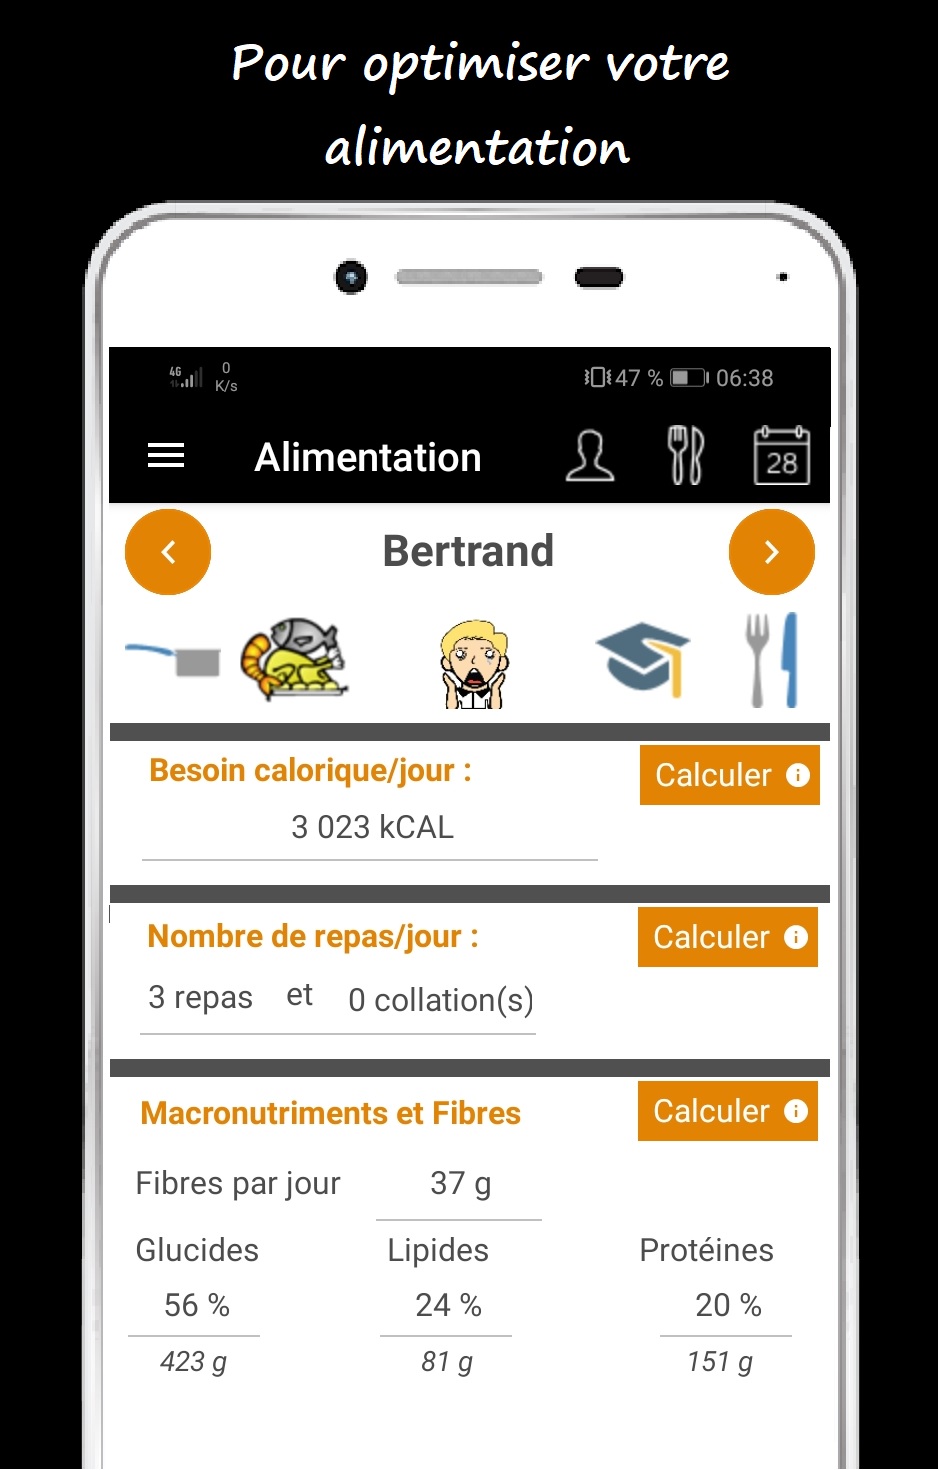 Pour optimiser votre
alimentation
4G 0 K/s 47 % 06:38
Alimentation 28
Bertrand
Besoin calorique/jour : Calculer i
3 023 kCAL
Nombre de repas/jour : Calculer i
3 repas et 0 collation(s)
Macronutriments et Fibres Calculer i
Fibres par jour 37 g
Glucides Lipides Protéines
56 % 24 % 20 %
423 g 81 g 151 g